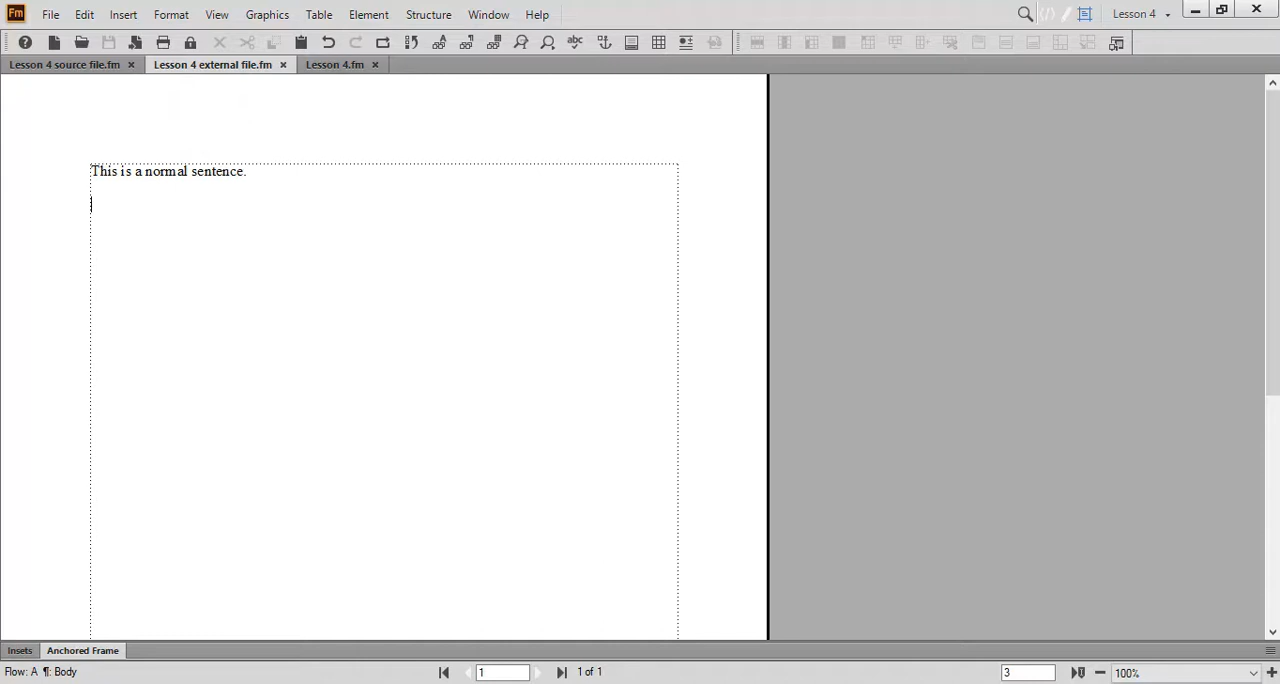 Fm File Edit Insert Format View Graphics Table Element Structure Window Help Lesson 4
Lesson 4 source file.fm Lesson 4 external file.fm Lesson 4.fm
This is a normal sentence.
Insets Anchored Frame
Flow: A ¶: Body 1 1 of 1 3 100%